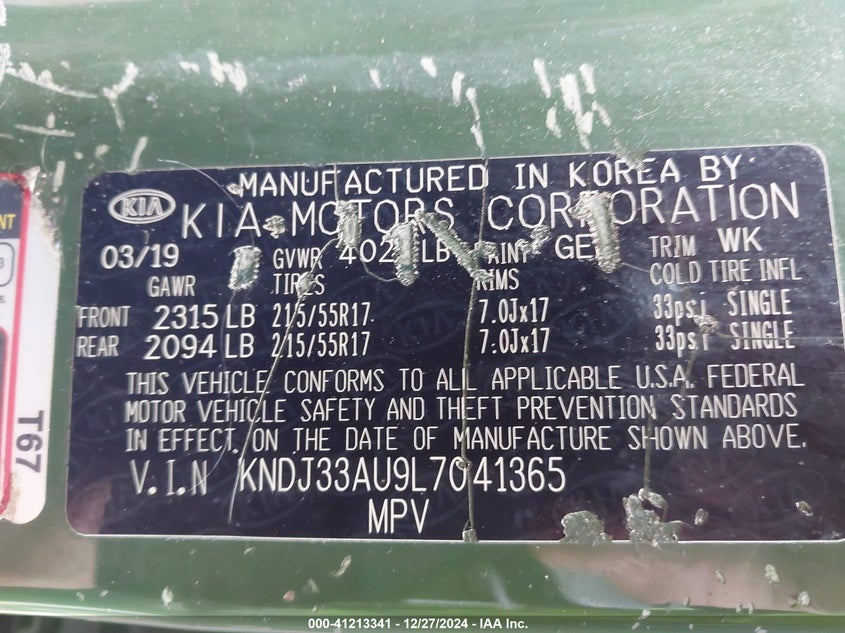 MANUFACTURED IN KOREA BY
KIA KIA MOTORS CORPORATION
03/19 GVWR TRIM WK
GAWR TIRES RIMS COLD TIRE INFL
FRONT 2315 LB 215/55R17 7.0Jx17 33psi SINGLE
REAR 2094 LB 215/55R17 7.0Jx17 33psi SINGLE
THIS VEHICLE CONFORMS TO ALL APPLICABLE U.S.A. FEDERAL
MOTOR VEHICLE SAFETY AND THEFT PREVENTION STANDARDS
IN EFFECT ON THE DATE OF MANUFACTURE SHOWN ABOVE.
V.I.N KNDJ33AU9L7041365
MPV
T67
000-41213341 - 12/27/2024 - IAA Inc.